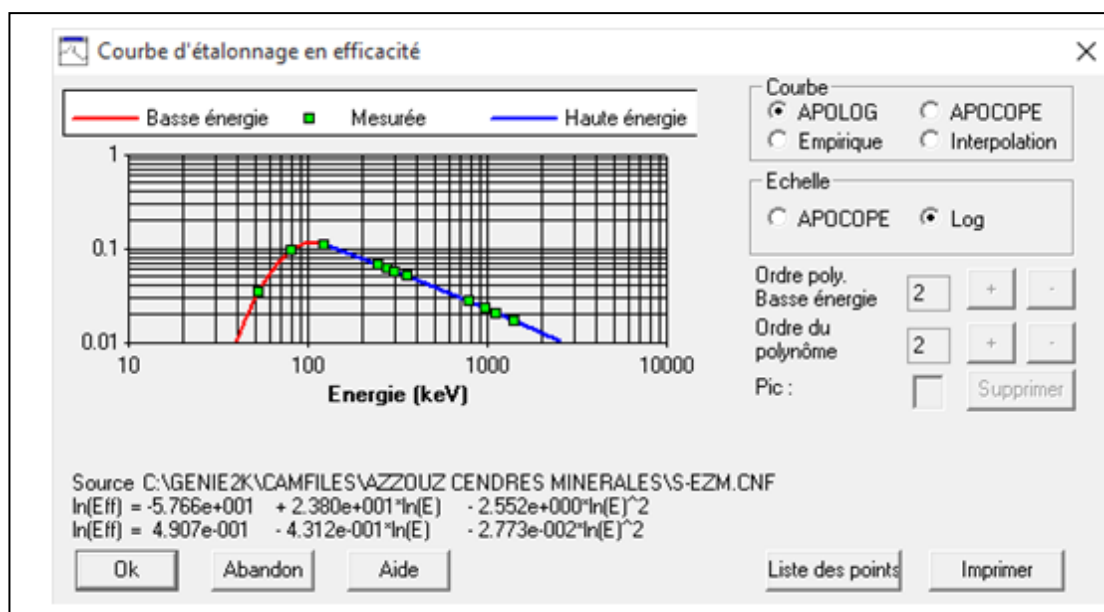 Courbe d'étalonnage en efficacité
Basse énergie Mesurée Haute énergie
1
0.1
0.01
10 100 1000 10000
Energie (keV)
Courbe
APOLOG APOCOPE
Empirique Interpolation
Echelle
APOCOPE Log
Ordre poly.
Basse énergie 2 + -
Ordre du
polynôme 2 + -
Pic : Supprimer
Source C:\GENIE2K\CAMFILES\AZZOUZ CENDRES MINERALES\S-EZM.CNF
ln(Eff) = -5.766e+001 + 2.380e+001*ln(E) - 2.552e+000*ln(E)^2
ln(Eff) = 4.907e-001 - 4.312e-001*ln(E) - 2.773e-002*ln(E)^2
Ok Abandon Aide Liste des points Imprimer